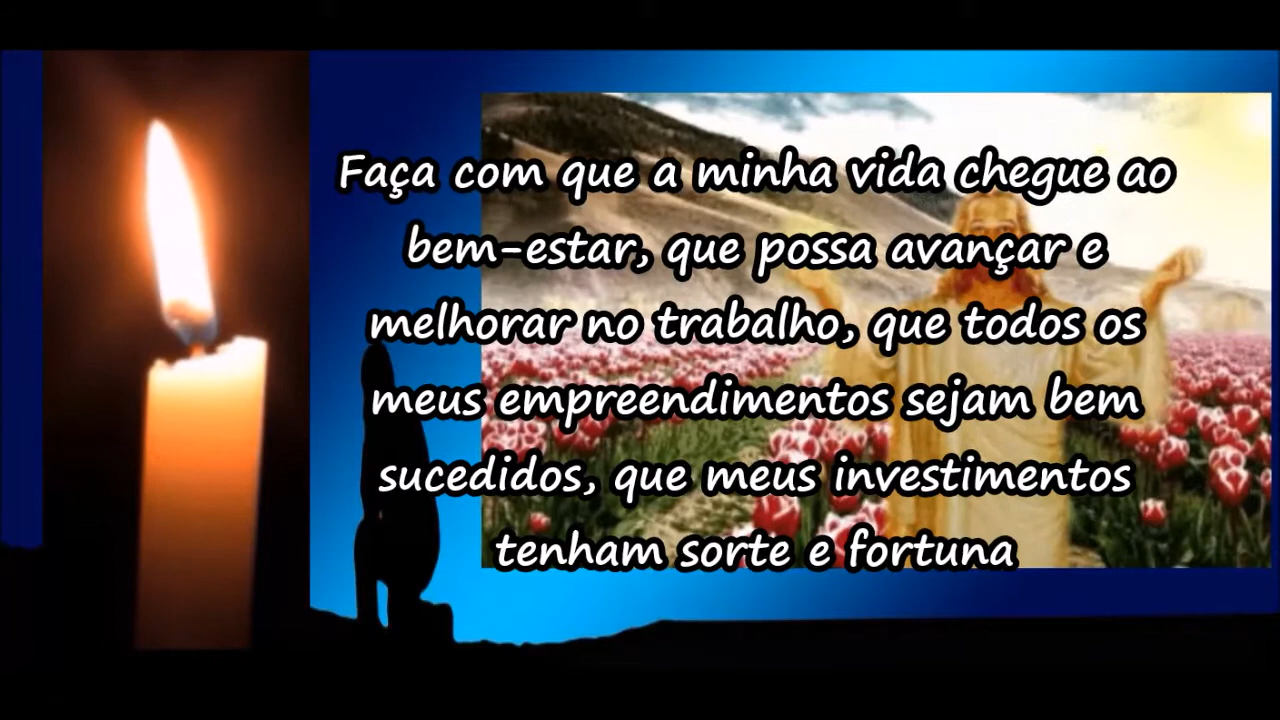 Faça com que a minha vida chegue ao
bem-estar, que possa avançar e
melhorar no trabalho, que todos os
meus empreendimentos sejam bem
sucedidos, que meus investimentos
tenham sorte e fortuna